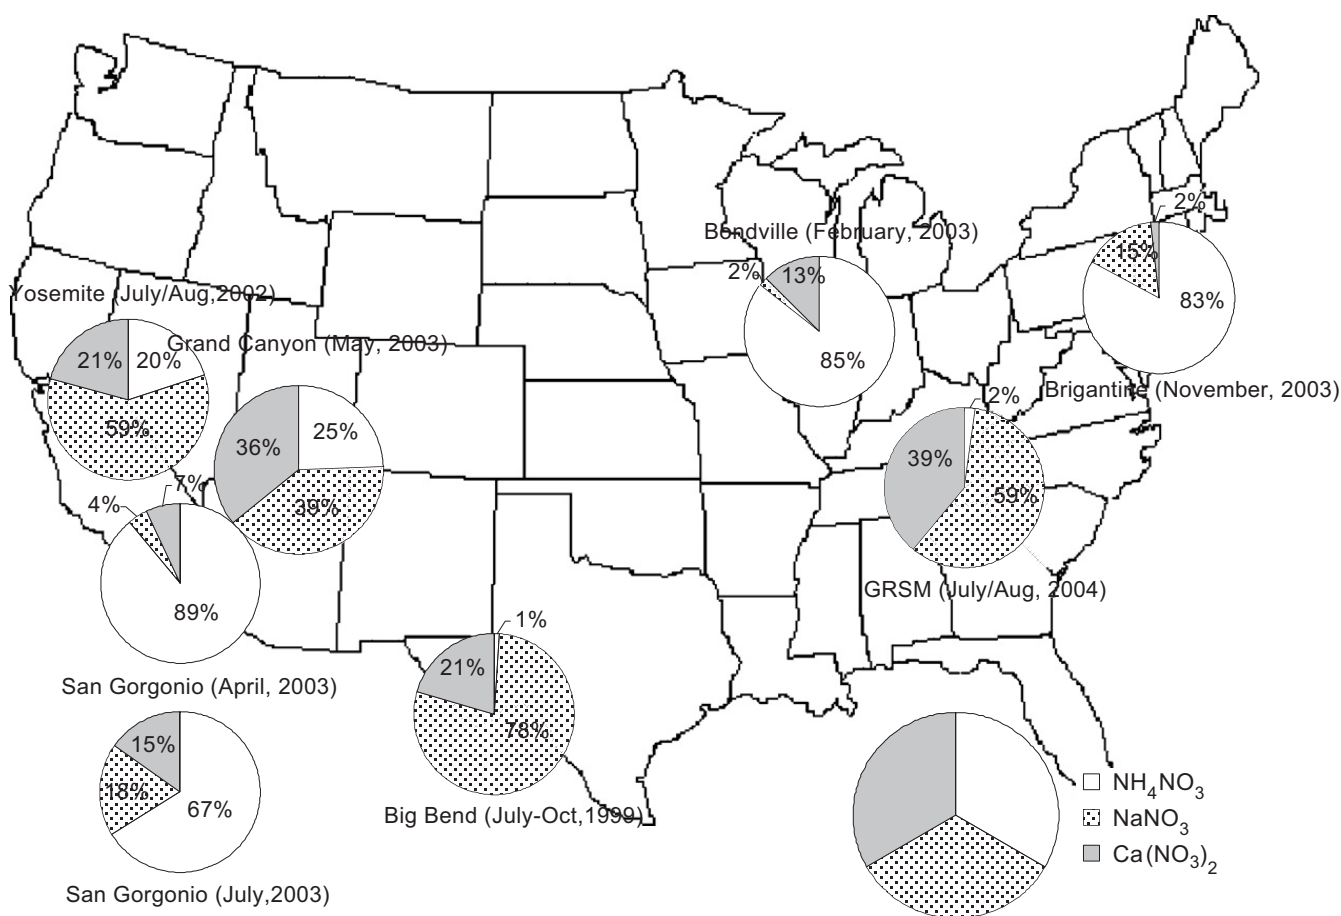 2%
Bondville (February, 2003)
15%
2%
13%
83%
Yosemite (July/Aug,2002)
Grand Canyon (May, 2003)
21%
20%
85%
Brigantine (November, 2003)
2%
59%
25%
36%
39%
39%
59%
7%
4%
89%
GRSM (July/Aug, 2004)
1%
21%
San Gorgonio (April, 2003)
78%
15%
18%
67%
NH4NO3
Big Bend (July-Oct,1999)
NaNO3
Ca(NO3)2
San Gorgonio (July,2003)